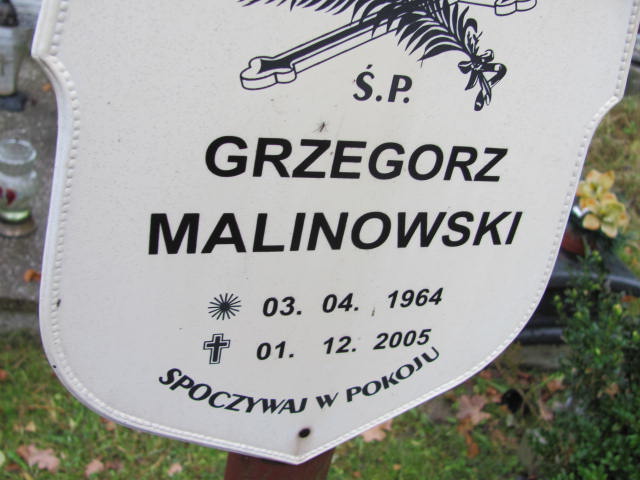 Ś.P.
GRZEGORZ
MALINOWSKI
03. 04. 1964
01. 12. 2005
SPOCZYWAJ W POKOJU